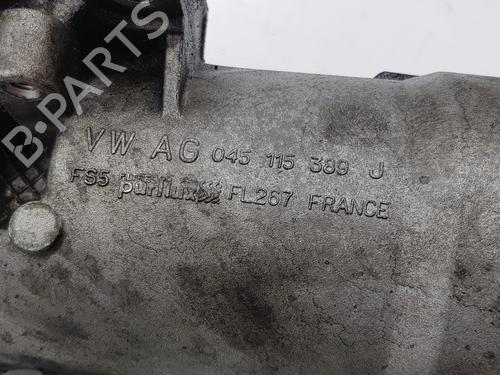 B-PARTS
VW AG 045 115 389 J
FS5 purflux FL267 FRANCE